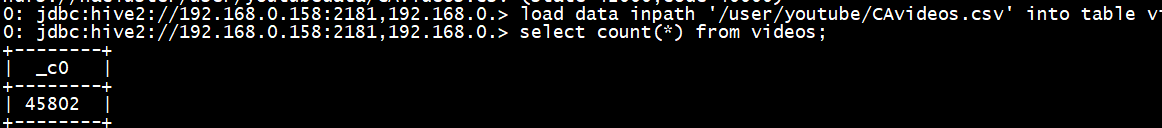 0: jdbc:hive2://192.168.0.158:2181,192.168.0.> load data inpath '/user/youtube/CAvideos.csv' into table vi
0: jdbc:hive2://192.168.0.158:2181,192.168.0.> select count(*) from videos;
+--------+
| _c0 |
+--------+
| 45802 |
+--------+